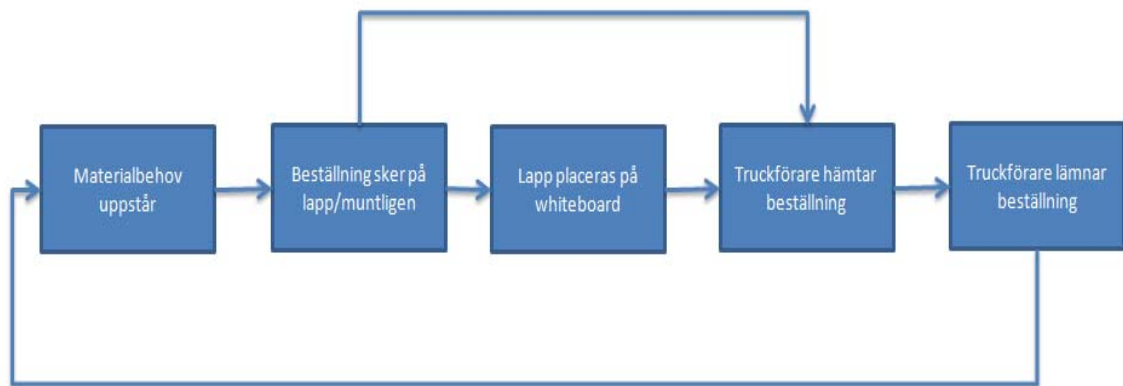 Materialbehov
uppstår
Beställning sker på
lapp/muntligen
Lapp placeras på
whiteboard
Truckförare hämtar
beställning
Truckförare lämnar
beställning